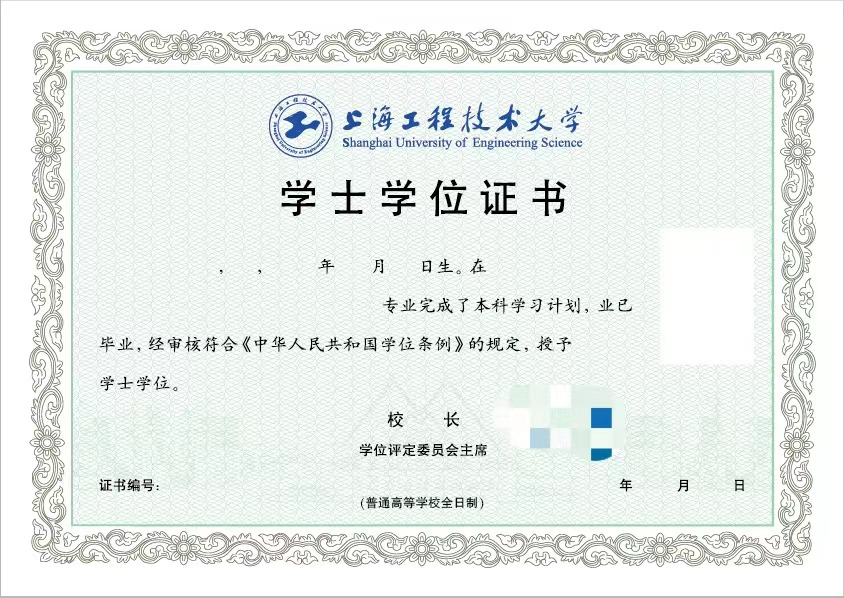 上海工程技术大学
Shanghai University of Engineering Science
学士学位证书
, , 年 月 日生。在
专业完成了本科学习计划, 业已
毕业, 经审核符合《中华人民共和国学位条例》的规定, 授予
学士学位。
校 长
学位评定委员会主席
证书编号: 年 月 日
(普通高等学校全日制)